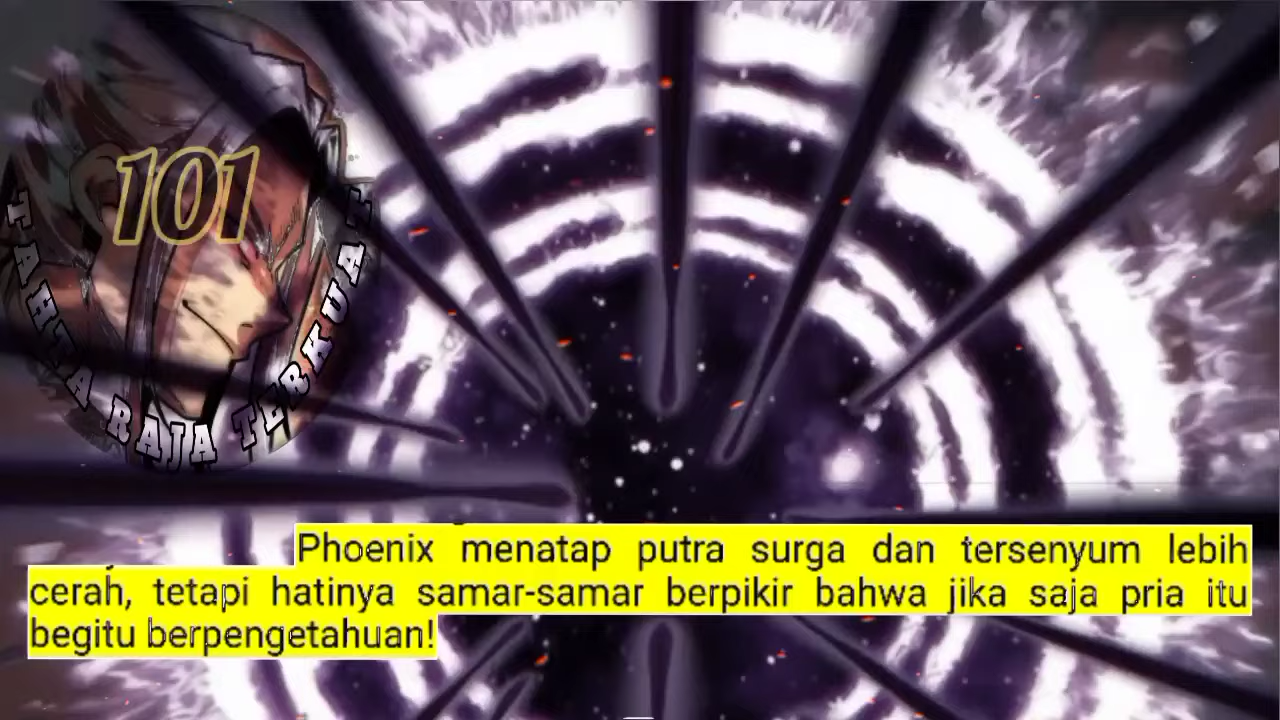 101
TAHTA RAJA TERKUAT
Phoenix menatap putra surga dan tersenyum lebih
cerah, tetapi hatinya samar-samar berpikir bahwa jika saja pria itu
begitu berpengetahuan!